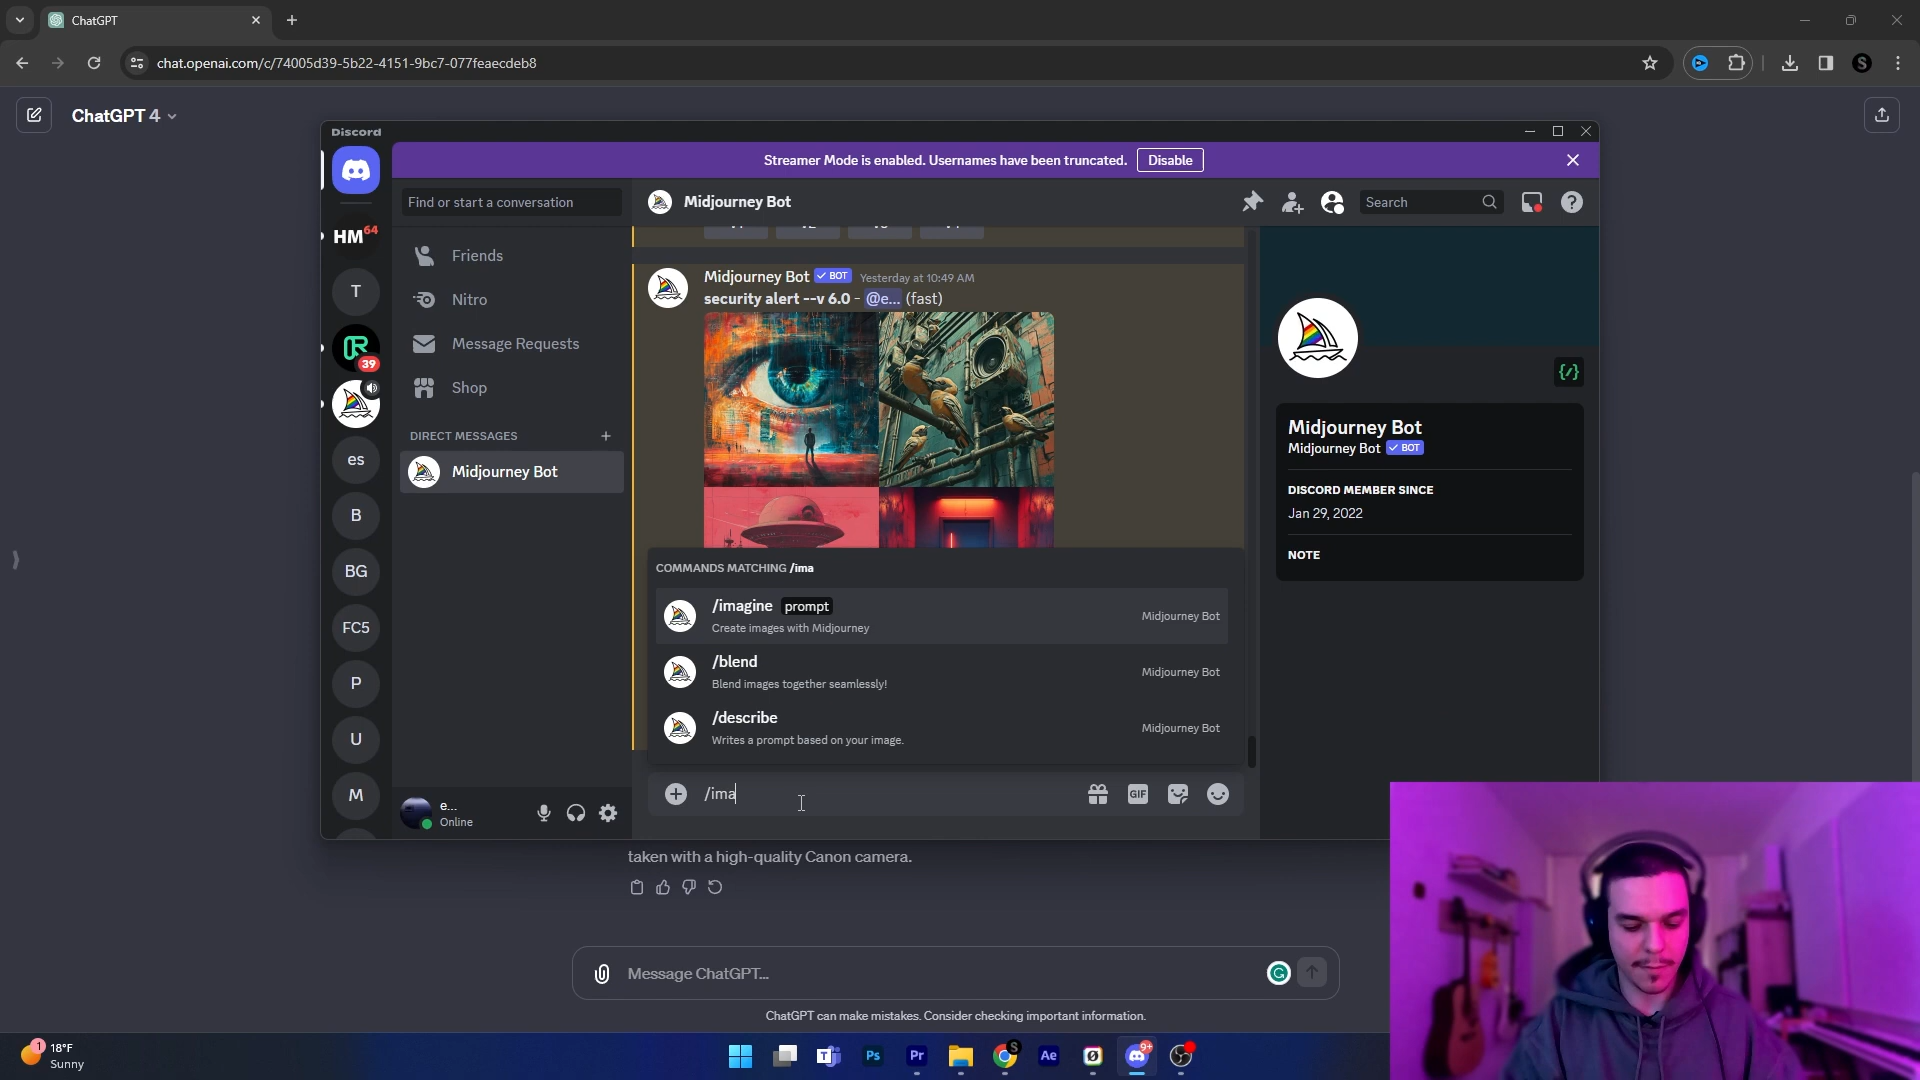 ChatGPT
chat.openai.com/c/74005d39-5b22-4151-9bc7-077feaecdeb8
S
ChatGPT 4
Discord
Streamer Mode is enabled. Usernames have been truncated.
Disable
Find or start a conversation
Midjourney Bot
Search
HM
64
T
39
es
B
BG
FC5
P
U
M
Friends
Nitro
Message Requests
Shop
DIRECT MESSAGES
Midjourney Bot
e...
Online
Midjourney Bot BOT Yesterday at 10:49 AM
security alert --v 6.0 - @e... (fast)
COMMANDS MATCHING /ima
/imagine prompt
Create images with Midjourney
Midjourney Bot
/blend
Blend images together seamlessly!
Midjourney Bot
/describe
Writes a prompt based on your image.
Midjourney Bot
/ima
GIF
Midjourney Bot
Midjourney Bot BOT
DISCORD MEMBER SINCE
Jan 29, 2022
NOTE
taken with a high-quality Canon camera.
Message ChatGPT...
ChatGPT can make mistakes. Consider checking important information.
1
18°F
Sunny
Ps
Pr
S
Ae
9+